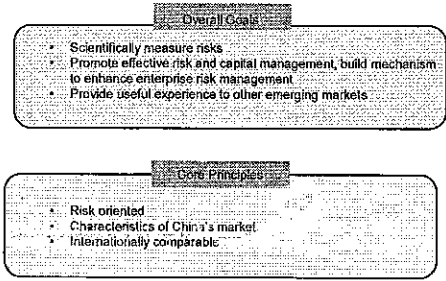 Overall Goals
• Scientifically measure risks
• Promote effective risk and capital management, build mechanism
to enhance enterprise risk management
• Provide useful experience to other emerging markets
Core Principles
• Risk oriented
• Characteristics of China's market
• Internationally comparable